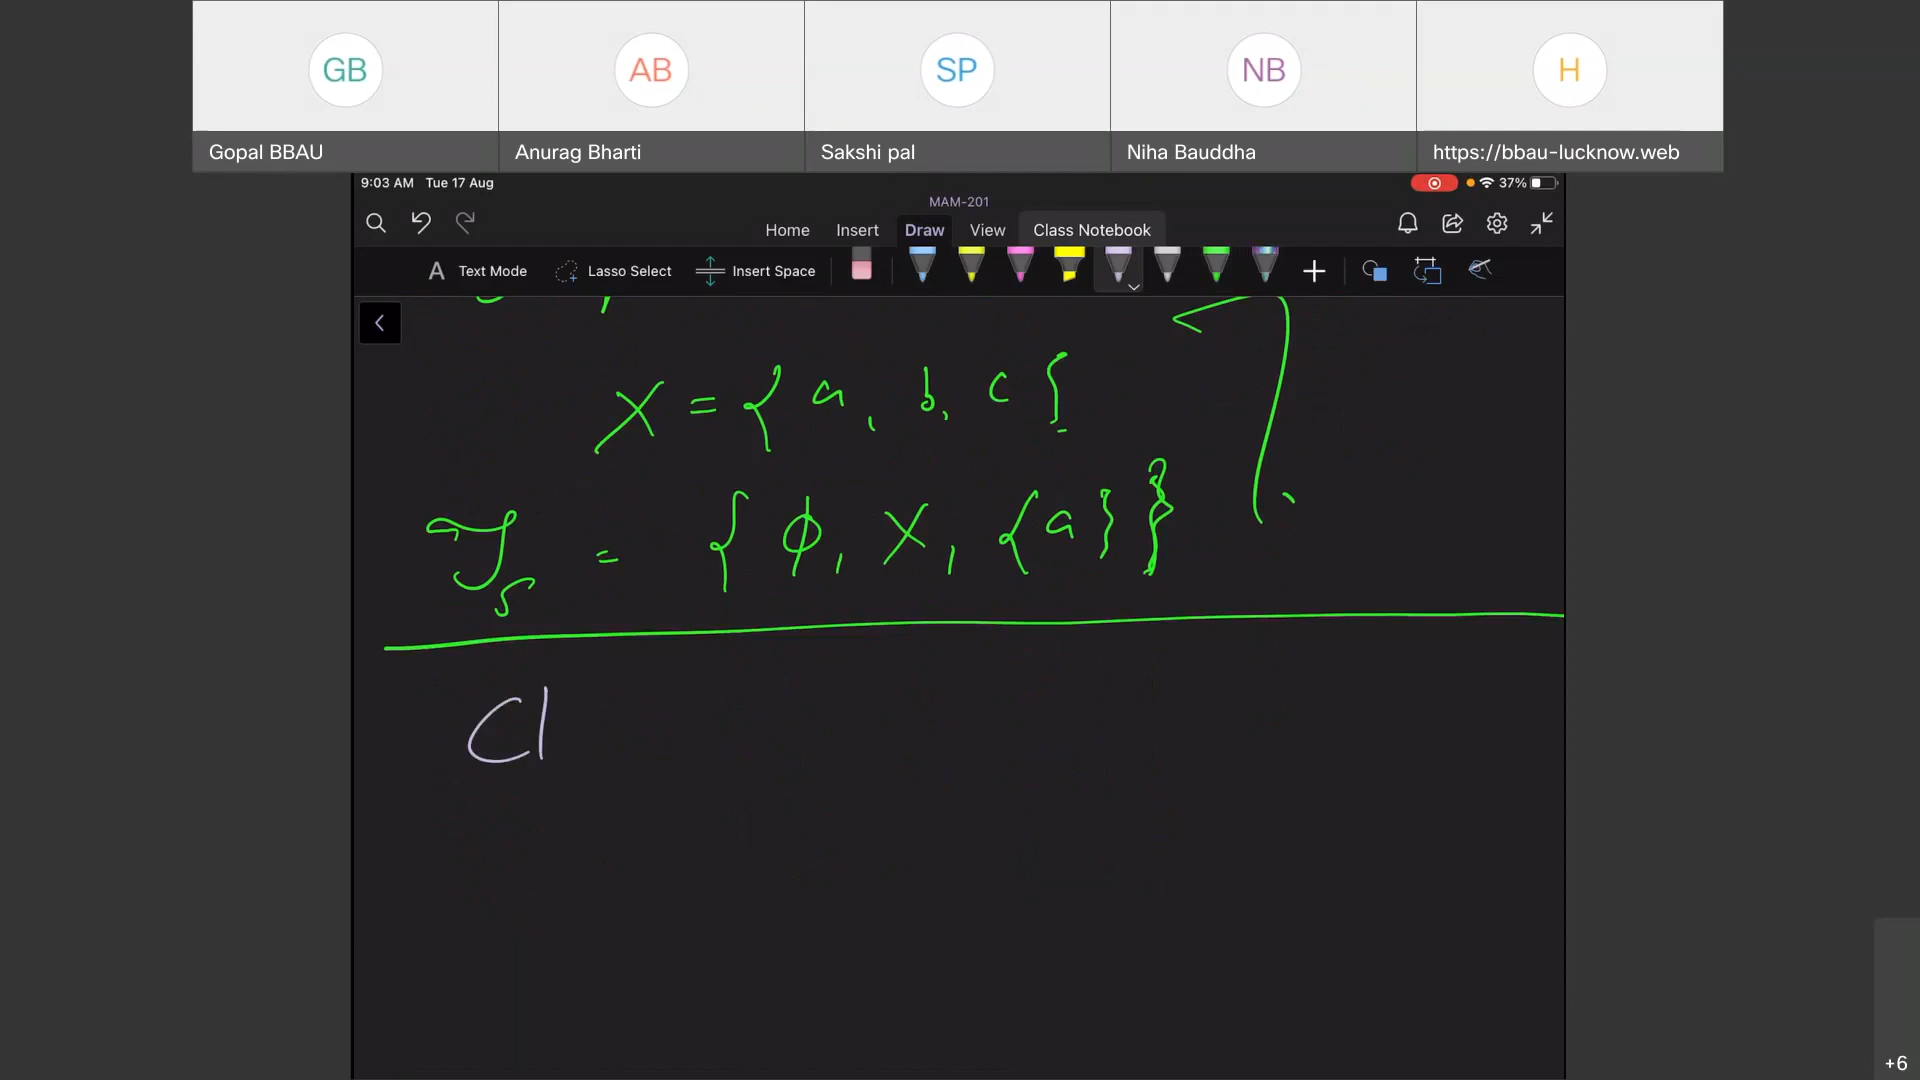 GB AB SP NB H
Gopal BBAU Anurag Bharti Sakshi pal Niha Bauddha https://bbau-lucknow.web
9:03 AM Tue 17 Aug 37%
MAM-201
Home Insert Draw View Class Notebook
A Text Mode Lasso Select Insert Space
X = { a, b, c }
𝒯₅ = { ϕ, X, {a} }
Cl
+6